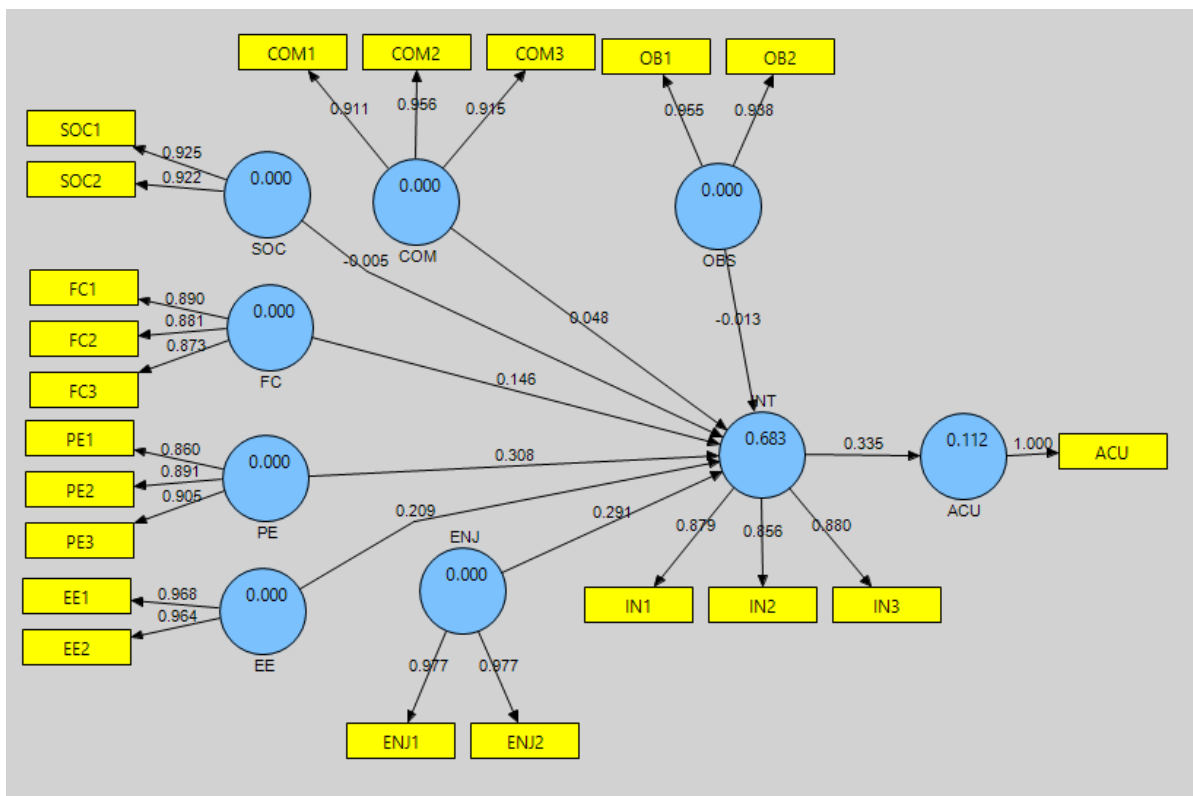 COM1
COM2
COM3
OB1
OB2
0.911
0.956
0.915
0.955
0.938
SOC1
SOC2
0.925
0.922
0.000
SOC
0.000
COM
0.000
OBS
-0.005
0.048
-0.013
FC1
FC2
FC3
0.890
0.881
0.873
0.000
FC
0.146
PE1
PE2
PE3
0.860
0.891
0.905
0.000
PE
0.308
INT
0.683
0.335
0.112
ACU
1.000
ACU
EE1
EE2
0.968
0.964
0.000
EE
0.209
ENJ
0.000
0.291
0.977
0.977
ENJ1
ENJ2
0.879
0.856
0.880
IN1
IN2
IN3